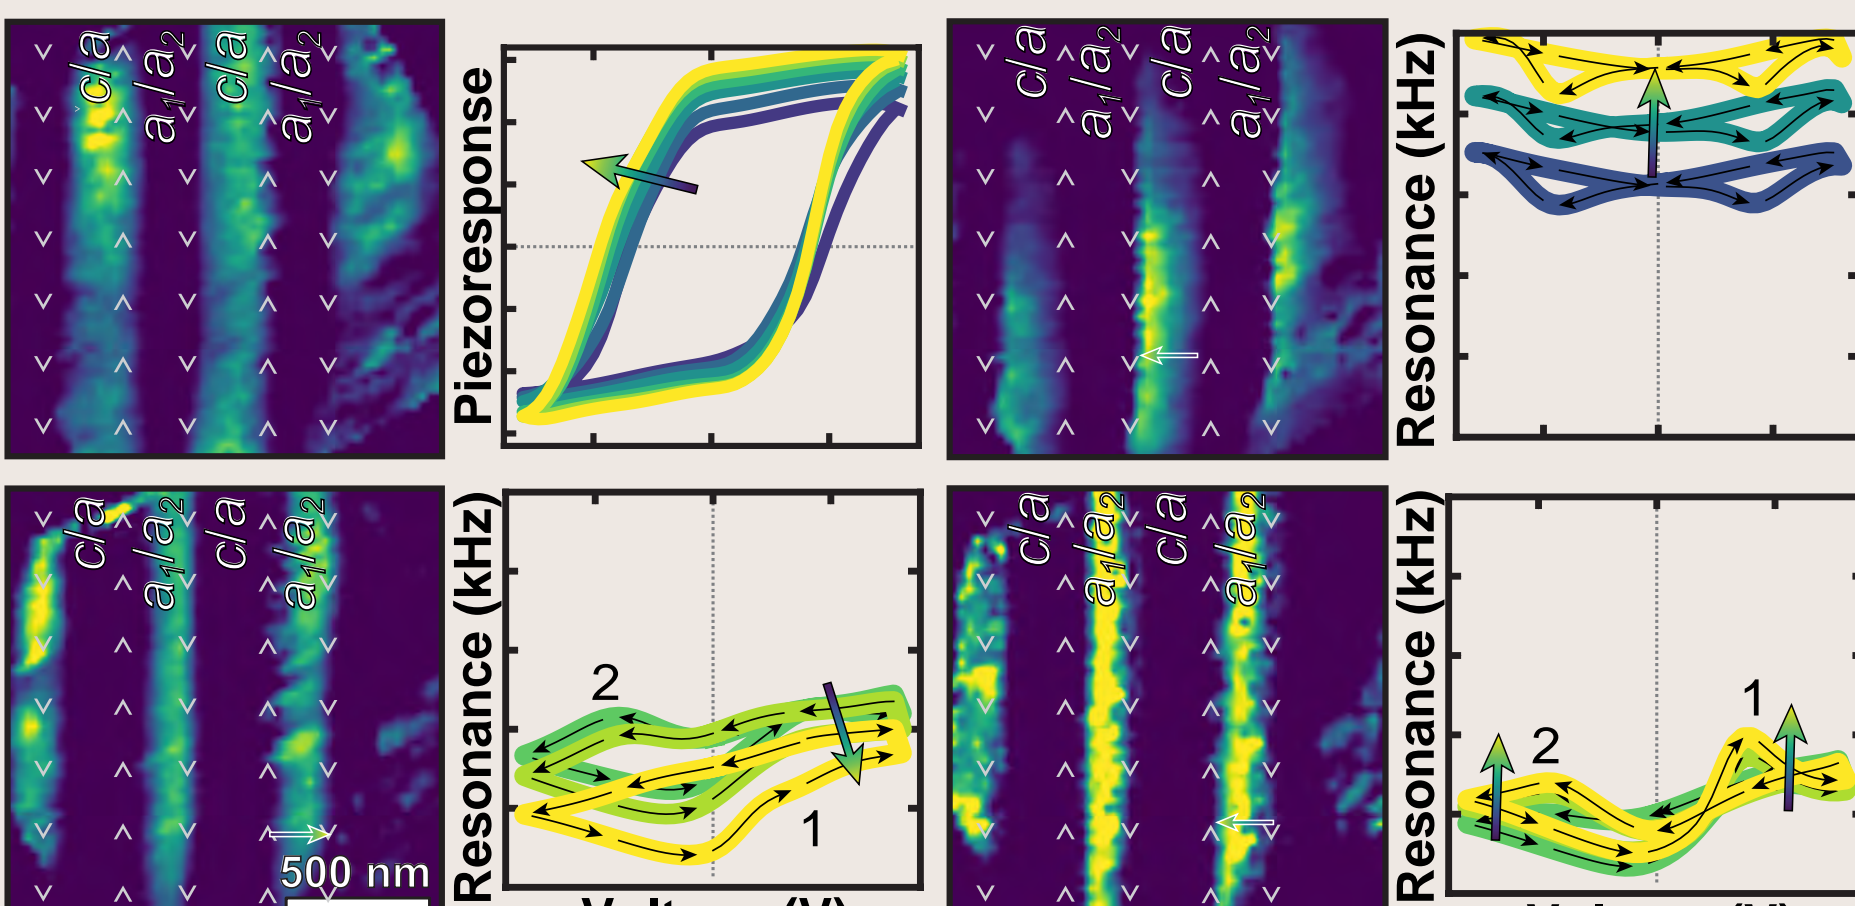 c/a
a1/a2
c/a
a1/a2
Piezoresponse
c/a
a1/a2
c/a
a1/a2
Resonance (kHz)
c/a
a1/a2
c/a
a1/a2
500 nm
Resonance (kHz)
2
1
c/a
a1/a2
c/a
a1/a2
Resonance (kHz)
2
1